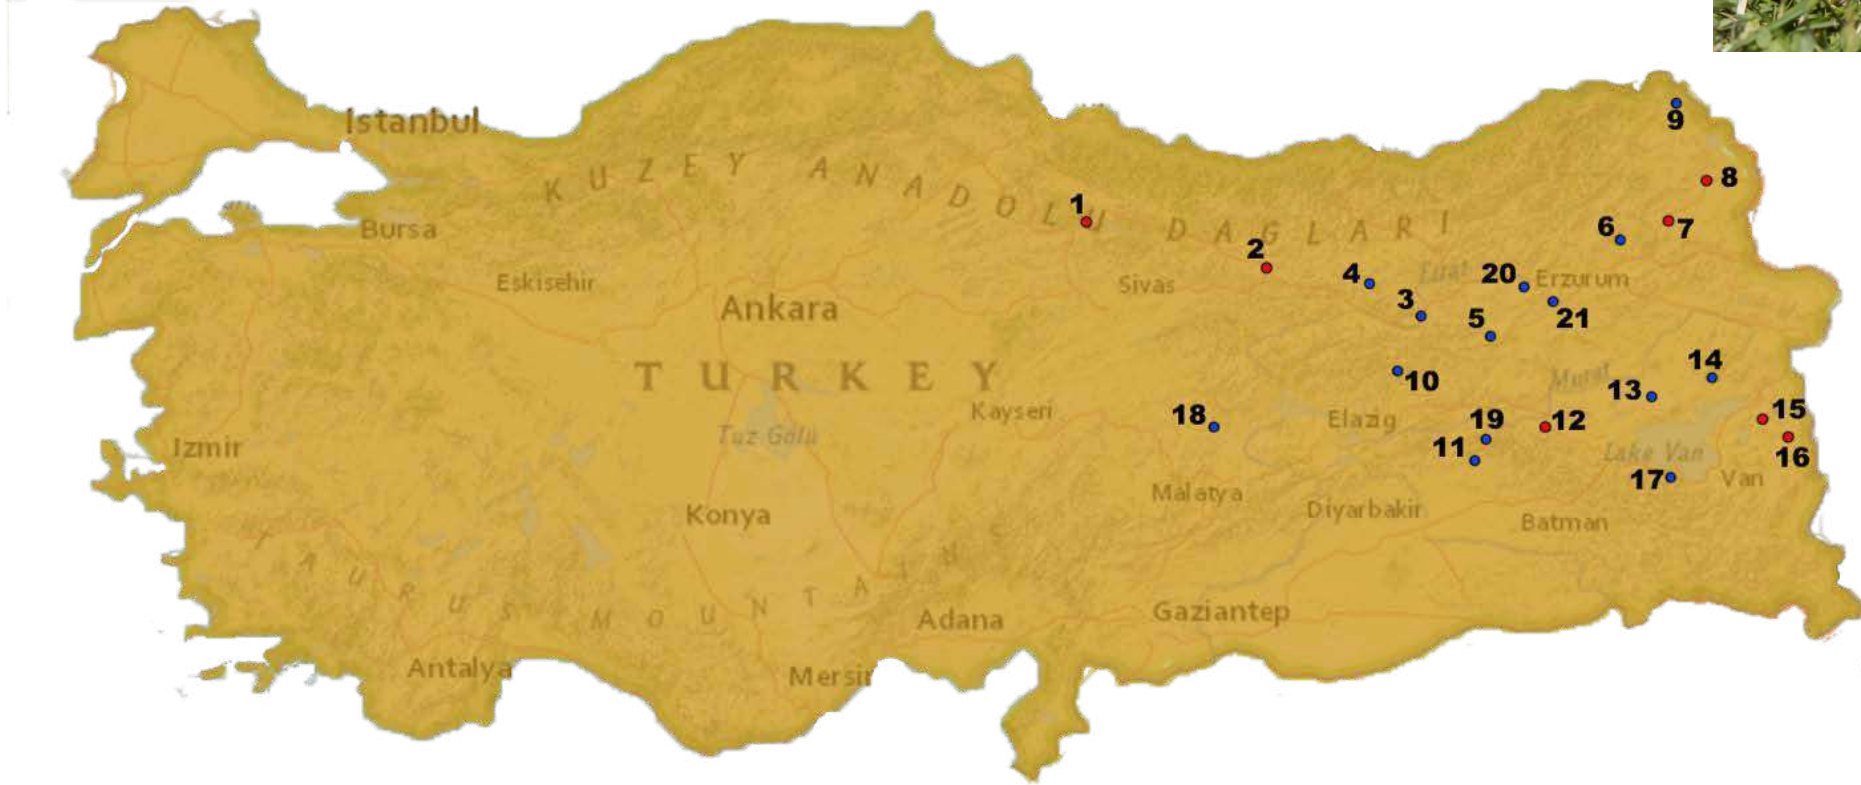 Istanbul
9
KUZEY ANADOLU DAGLARI
8
1
Bursa
6
7
2
Eskisehir
Sivas
4
Firat
20
Erzurum
Ankara
3
5
21
TURKEY
14
10
Murat
13
Kayseri
18
Elazig
19
12
15
Tuz Gölü
Izmir
11
Lake Van
16
17
Van
Malatya
Konya
Diyarbakir
Batman
TAURUS MOUNTAINS
Adana
Gaziantep
Antalya
Mersin